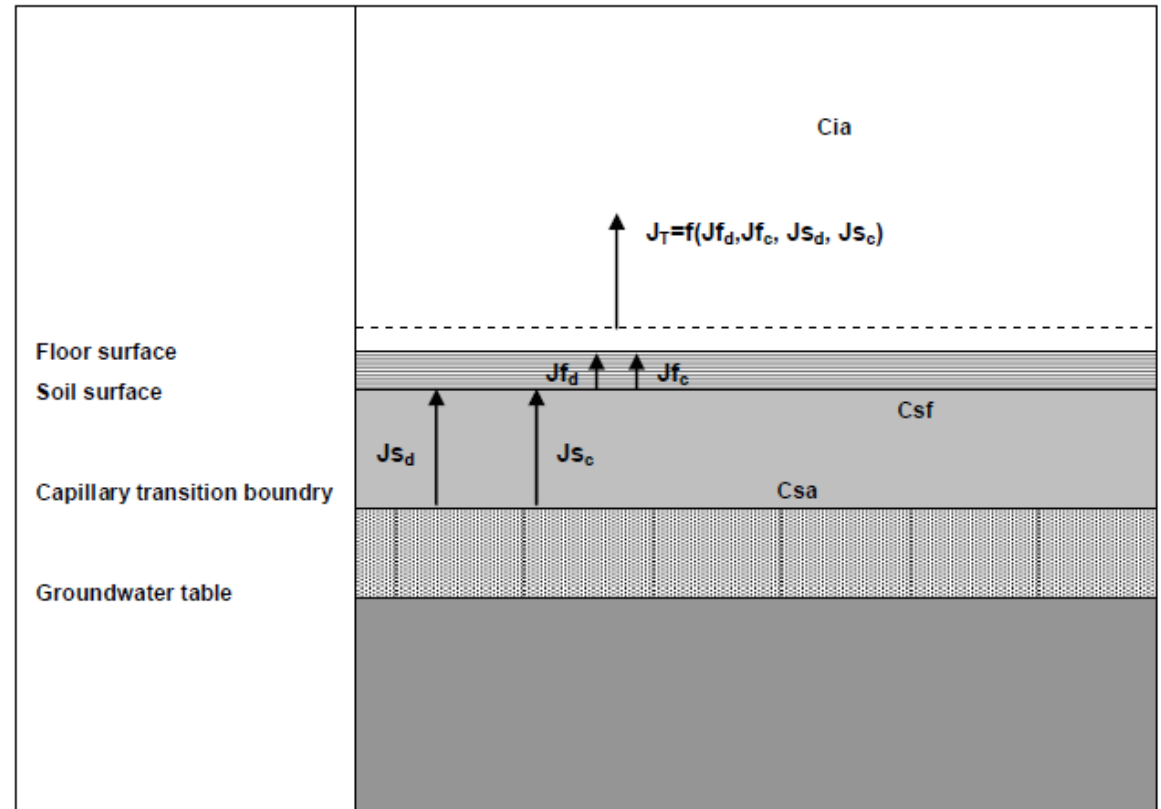 Cia
J_T=f(Jf_d,Jf_c, Js_d, Js_c)
Floor surface
Jf_d
Jf_c
Soil surface
Csf
Js_d
Js_c
Capillary transition boundry
Csa
Groundwater table